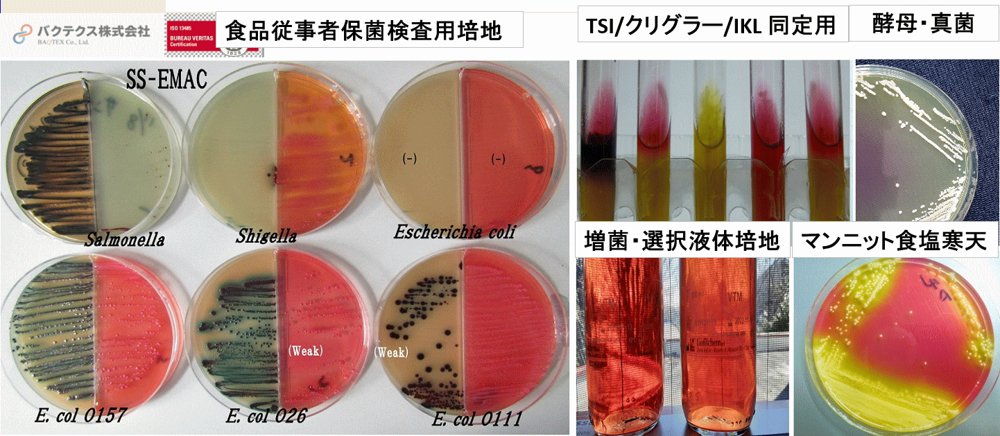 バクテクス株式会社
BAQTEX Co., Ltd.
ISO 13485
BUREAU VERITAS
Certification
1828
食品従事者保菌検査用培地
TSI/クリグラー/IKL 同定用
酵母・真菌
SS-EMAC
Salmonella
Shigella
(-)
(-)
Escherichia coli
E. col O157
(Weak)
E. col O26
(Weak)
E. col O111
増菌・選択液体培地
マンニット食塩寒天
VTM
Liofilchem